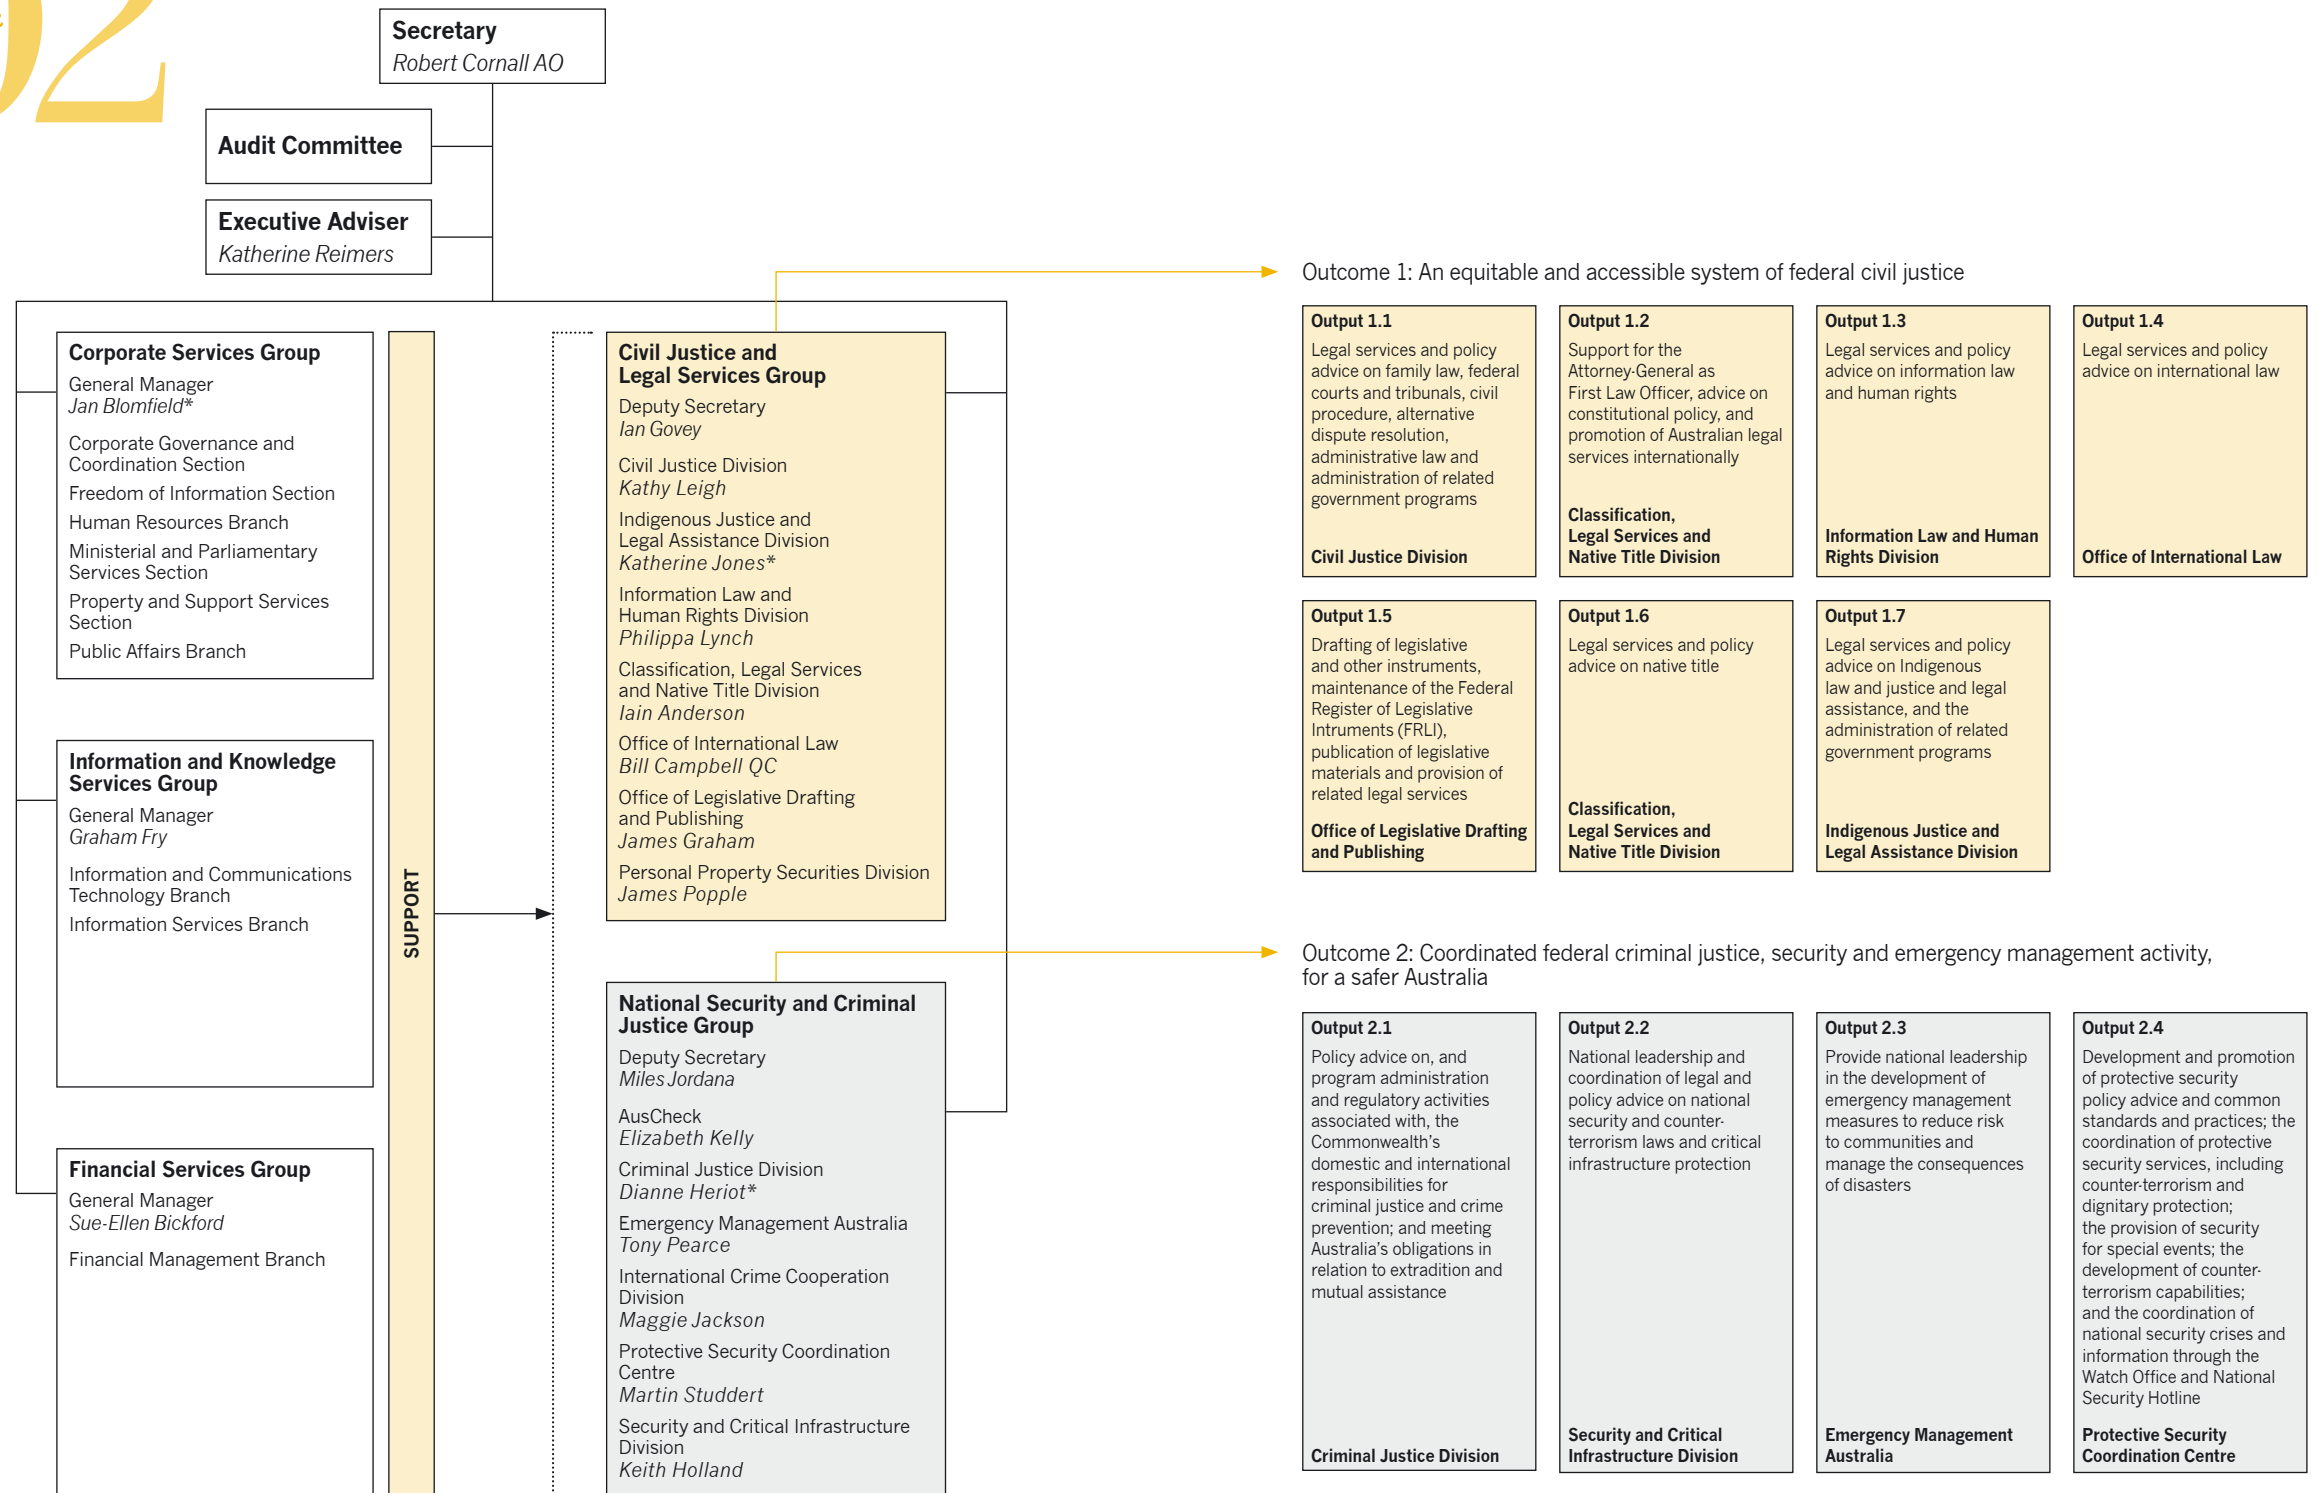 02
Secretary
Robert Cornall AO
Audit Committee
Executive Adviser
Katherine Reimers
Corporate Services Group
General Manager
Jan Blomfield*
Corporate Governance and
Coordination Section
Freedom of Information Section
Human Resources Branch
Ministerial and Parliamentary
Services Section
Property and Support Services
Section
Public Affairs Branch
Information and Knowledge
Services Group
General Manager
Graham Fry
Information and Communications
Technology Branch
Information Services Branch
Financial Services Group
General Manager
Sue-Ellen Bickford
Financial Management Branch
SUPPORT
Civil Justice and
Legal Services Group
Deputy Secretary
Ian Govey
Civil Justice Division
Kathy Leigh
Indigenous Justice and
Legal Assistance Division
Katherine Jones*
Information Law and
Human Rights Division
Philippa Lynch
Classification, Legal Services
and Native Title Division
Iain Anderson
Office of International Law
Bill Campbell QC
Office of Legislative Drafting
and Publishing
James Graham
Personal Property Securities Division
James Popple
National Security and Criminal
Justice Group
Deputy Secretary
Miles Jordana
AusCheck
Elizabeth Kelly
Criminal Justice Division
Dianne Heriot*
Emergency Management Australia
Tony Pearce
International Crime Cooperation
Division
Maggie Jackson
Protective Security Coordination
Centre
Martin Studdert
Security and Critical Infrastructure
Division
Keith Holland
Outcome 1: An equitable and accessible system of federal civil justice
Output 1.1
Legal services and policy
advice on family law, federal
courts and tribunals, civil
procedure, alternative
dispute resolution,
administrative law and
administration of related
government programs
Civil Justice Division
Output 1.2
Support for the
Attorney-General as
First Law Officer, advice on
constitutional policy, and
promotion of Australian legal
services internationally
Classification,
Legal Services and
Native Title Division
Output 1.3
Legal services and policy
advice on information law
and human rights
Information Law and Human
Rights Division
Output 1.4
Legal services and policy
advice on international law
Office of International Law
Output 1.5
Drafting of legislative
and other instruments,
maintenance of the Federal
Register of Legislative
Intruments (FRLI),
publication of legislative
materials and provision of
related legal services
Office of Legislative Drafting
and Publishing
Output 1.6
Legal services and policy
advice on native title
Classification,
Legal Services and
Native Title Division
Output 1.7
Legal services and policy
advice on Indigenous
law and justice and legal
assistance, and the
administration of related
government programs
Indigenous Justice and
Legal Assistance Division
Outcome 2: Coordinated federal criminal justice, security and emergency management activity,
for a safer Australia
Output 2.1
Policy advice on, and
program administration
and regulatory activities
associated with, the
Commonwealth’s
domestic and international
responsibilities for
criminal justice and crime
prevention; and meeting
Australia’s obligations in
relation to extradition and
mutual assistance
Criminal Justice Division
Output 2.2
National leadership and
coordination of legal and
policy advice on national
security and counter-
terrorism laws and critical
infrastructure protection
Security and Critical
Infrastructure Division
Output 2.3
Provide national leadership
in the development of
emergency management
measures to reduce risk
to communities and
manage the consequences
of disasters
Emergency Management
Australia
Output 2.4
Development and promotion
of protective security
policy advice and common
standards and practices; the
coordination of protective
security services, including
counter-terrorism and
dignitary protection;
the provision of security
for special events; the
development of counter-
terrorism capabilities;
and the coordination of
national security crises and
information through the
Watch Office and National
Security Hotline
Protective Security
Coordination Centre